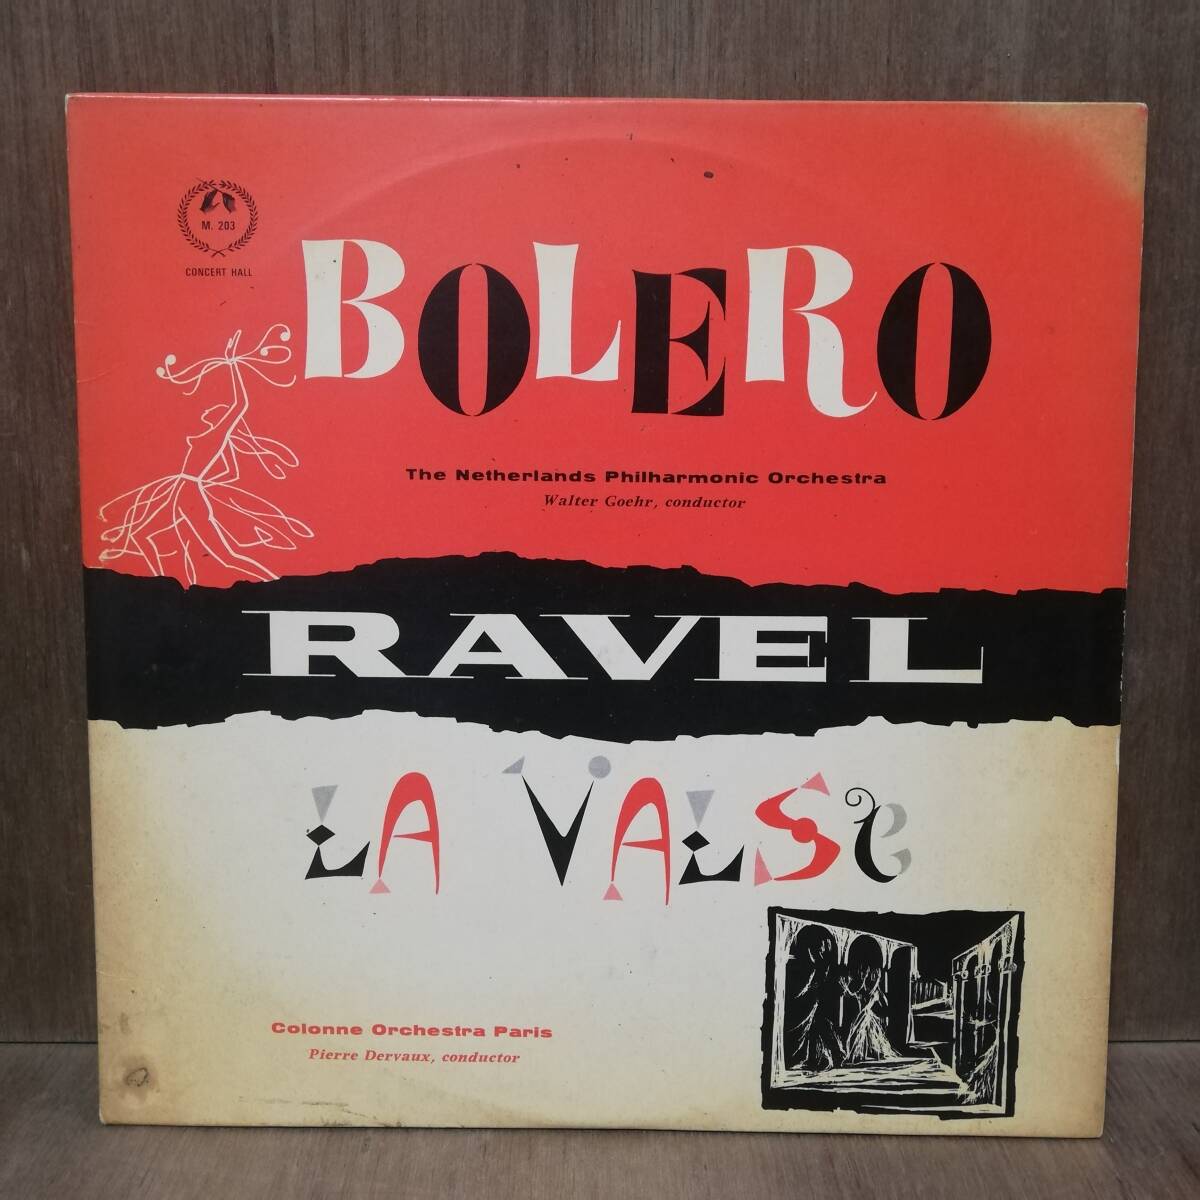 M. 203
CONCERT HALL
BOLERO
The Netherlands Philharmonic Orchestra
Walter Goehr, conductor
RAVEL
LA VALSE
Colonne Orchestra Paris
Pierre Dervaux, conductor